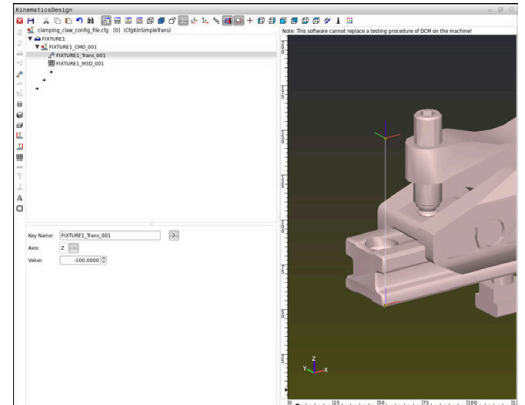 KinematicsDesign
clamping_claw_config_file.cfg [0] (CfgKinSimpleTrans)
Note: This software cannot replace a testing procedure of DCM on the machine!
FIXTURE1
FIXTURE1_CMO_001
FIXTURE1_Trans_001
FIXTURE1_M3D_001
Key Name: FIXTURE1_Trans_001
Axis: Z
Value: -100.0000
Z
Y X